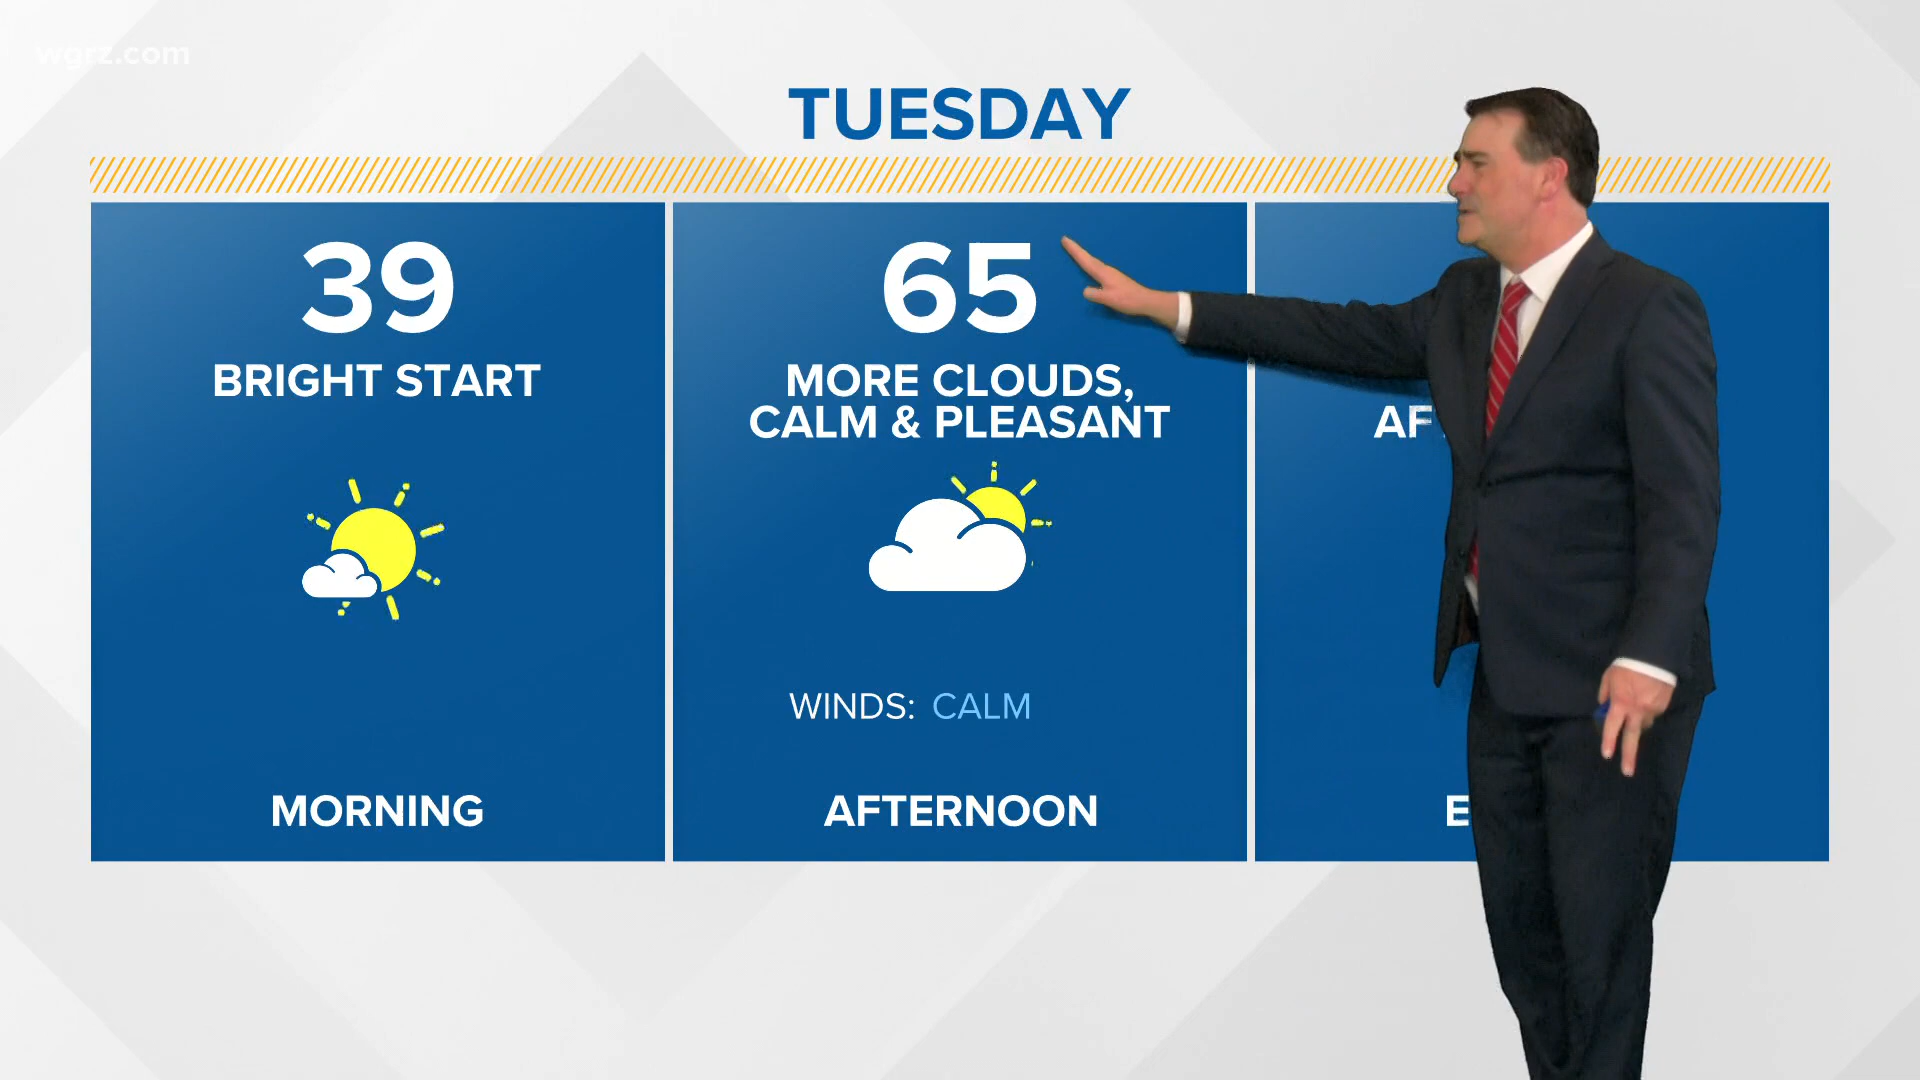 wgrz.com
TUESDAY
39
BRIGHT START
MORNING
65
MORE CLOUDS,
CALM & PLEASANT
WINDS: CALM
AFTERNOON